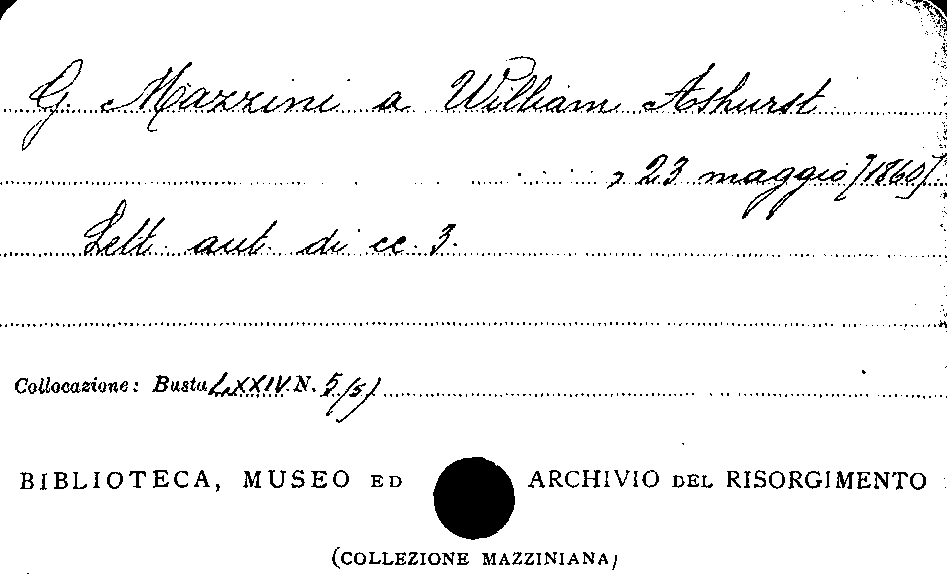 G. Mazzini a William Ashurst
, 23 maggio [1860]
Lett. aut. di cc. 3.
Collocazione: Busta LXXIV N. 5/5)
BIBLIOTECA, MUSEO ED ARCHIVIO DEL RISORGIMENTO
(COLLEZIONE MAZZINIANA)